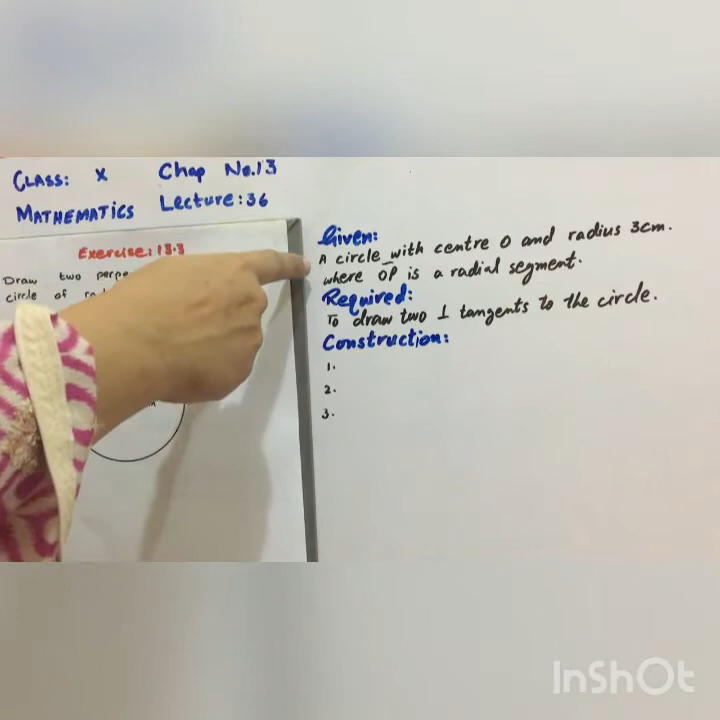 CLASS: X Chap No.13
MATHEMATICS Lecture:36
Exercise:13.3
Draw two perpe
circle of
Given:
A circle with centre O and radius 3cm.
where OP is a radial segment.
Required:
To draw two ⊥ tangents to the circle.
Construction:
1.
2.
3.
InShOt